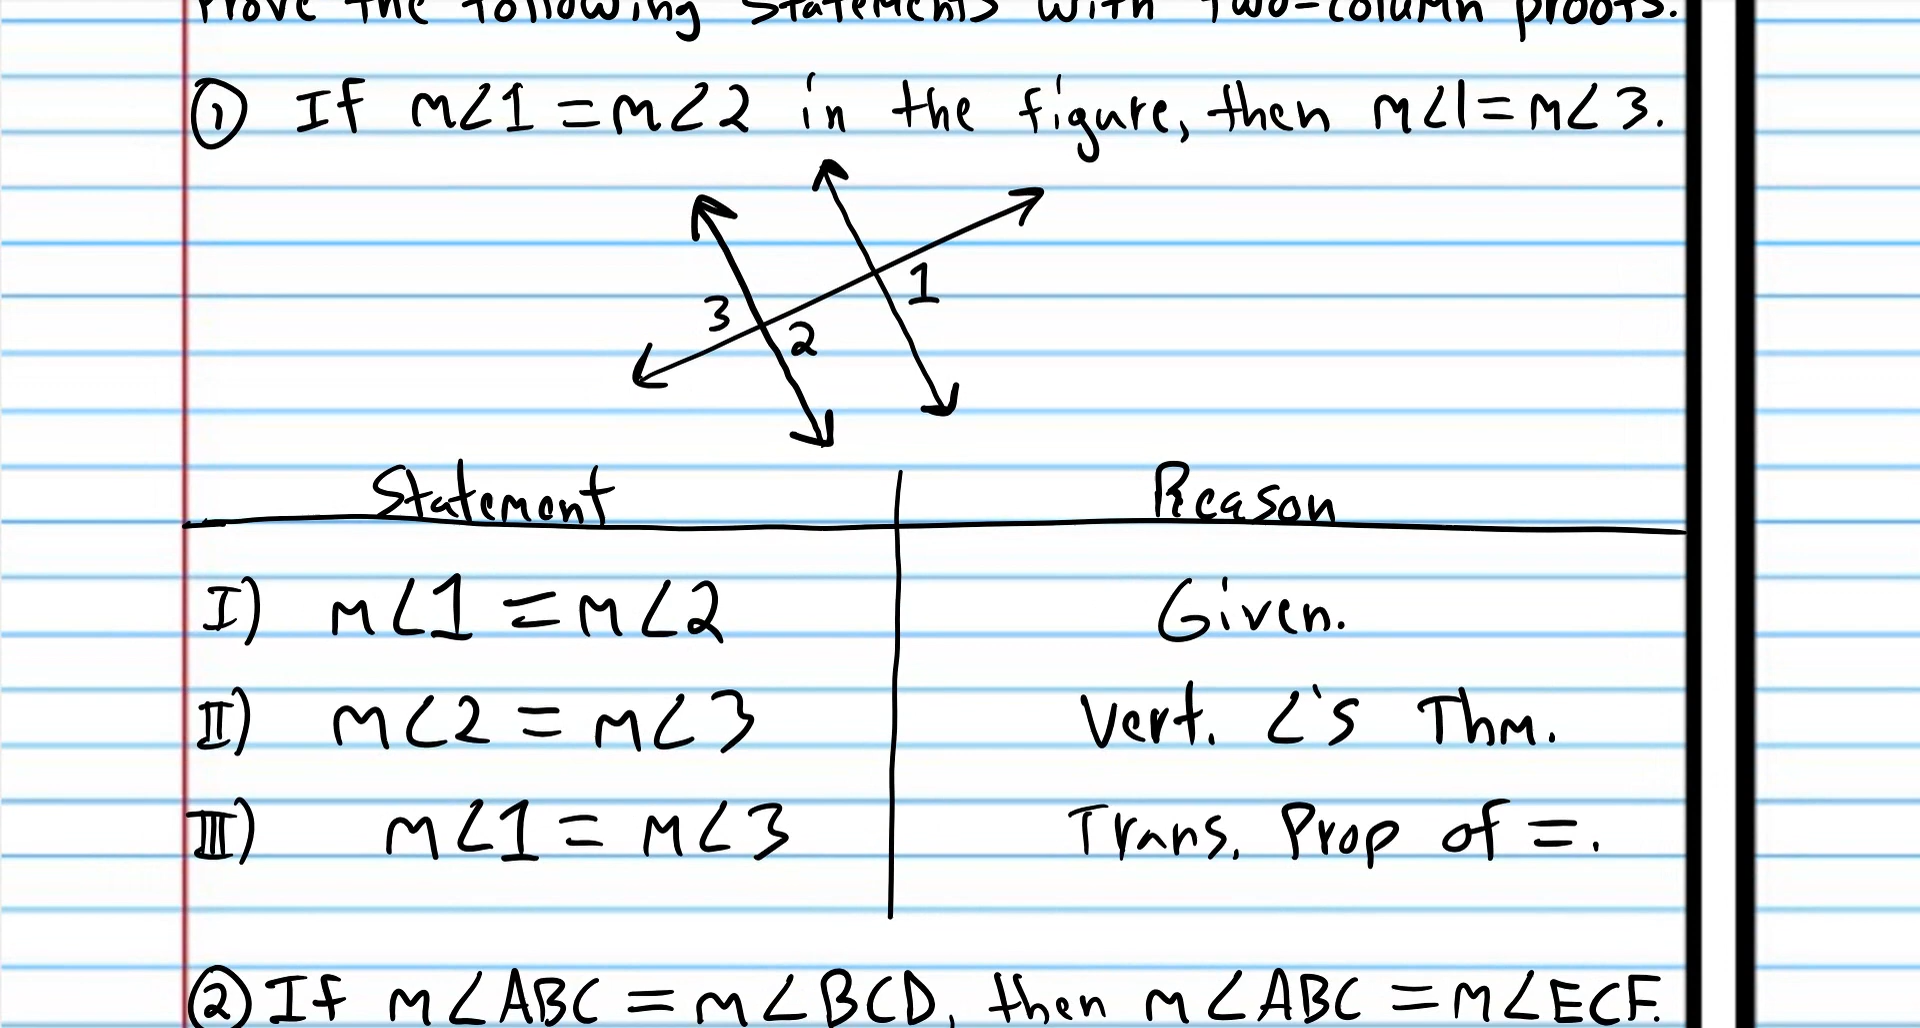 Prove the following statements with two-column proofs.
① If m∠1 = m∠2 in the figure, then m∠1 = m∠3.
1
3
2
Statement Reason
I) m∠1 = m∠2 Given.
II) m∠2 = m∠3 Vert. ∠'s Thm.
III) m∠1 = m∠3 Trans. Prop of =.
② If m∠ABC = m∠BCD, then m∠ABC = m∠ECF.